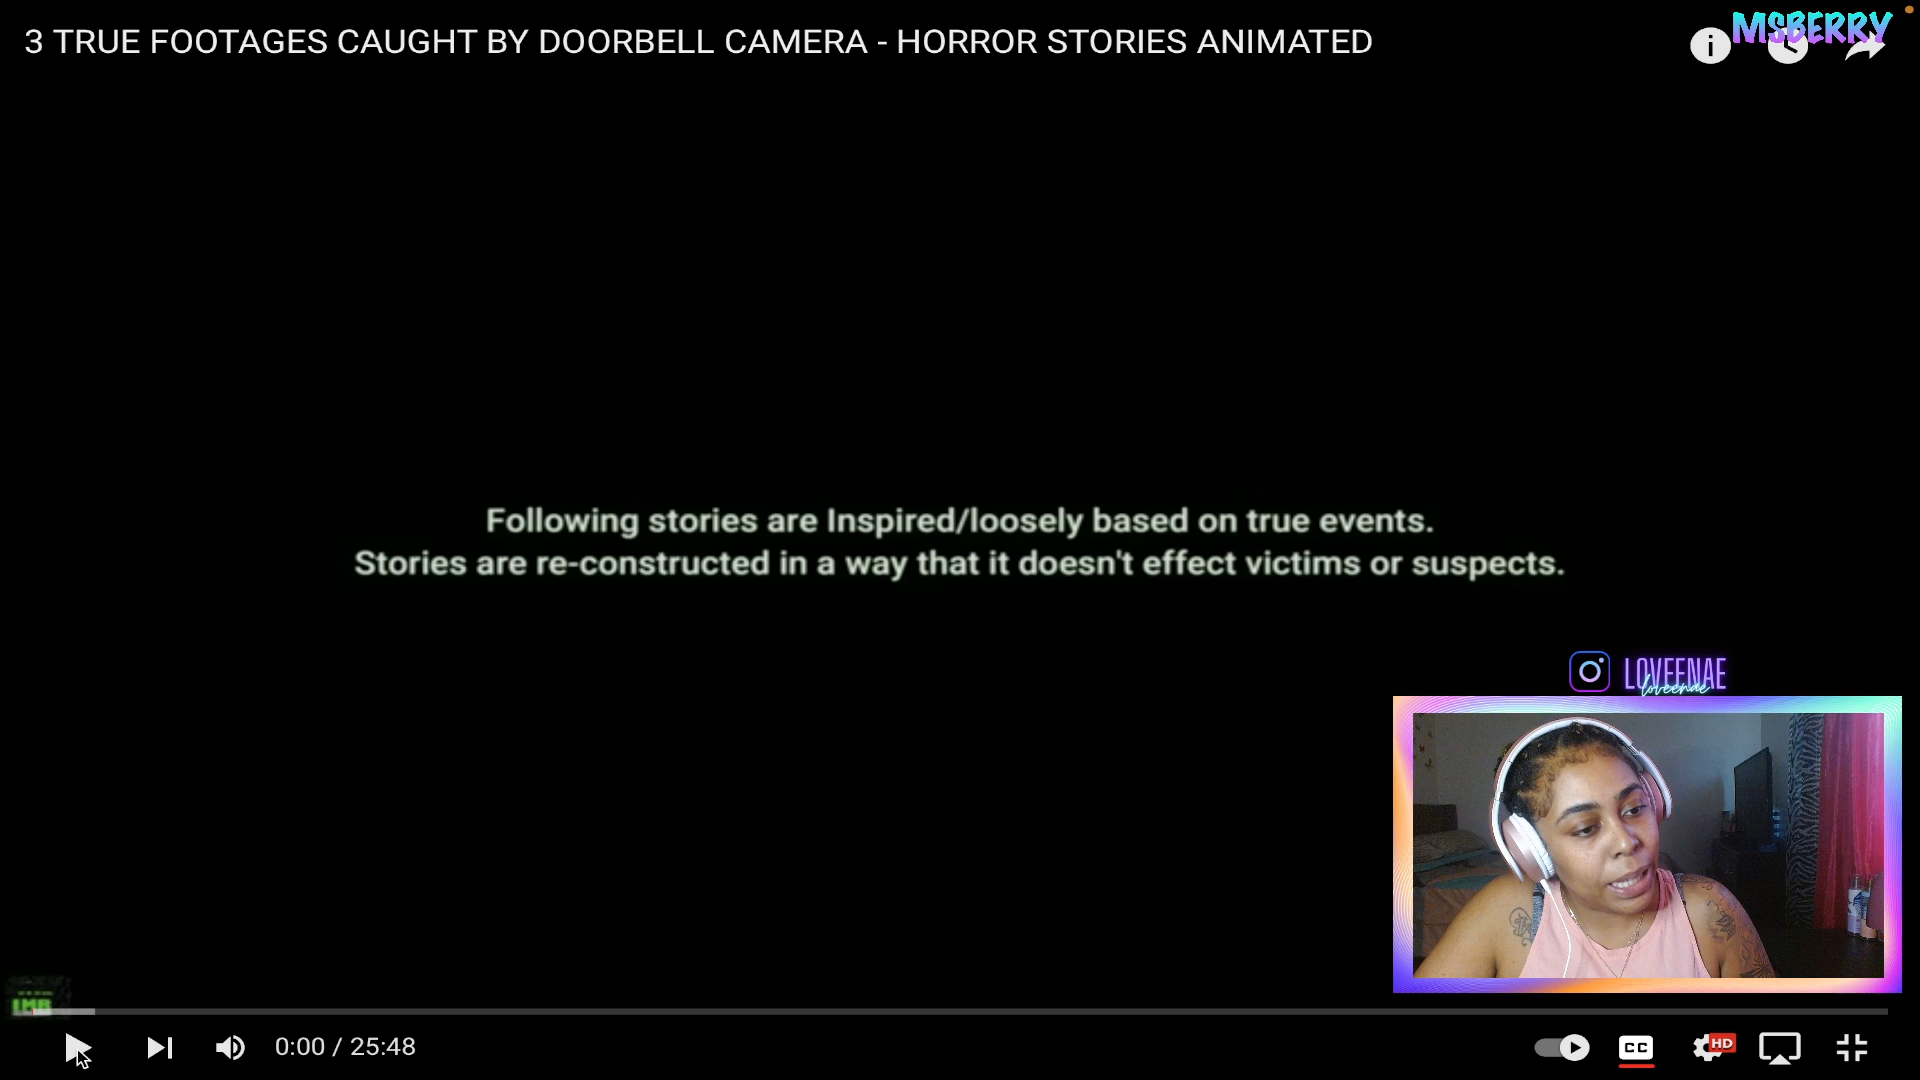 3 TRUE FOOTAGES CAUGHT BY DOORBELL CAMERA - HORROR STORIES ANIMATED
MSBERRY
Following stories are Inspired/loosely based on true events.
Stories are re-constructed in a way that it doesn't effect victims or suspects.
LOVEENAE
loveenae
LMB
0:00 / 25:48
CC
HD